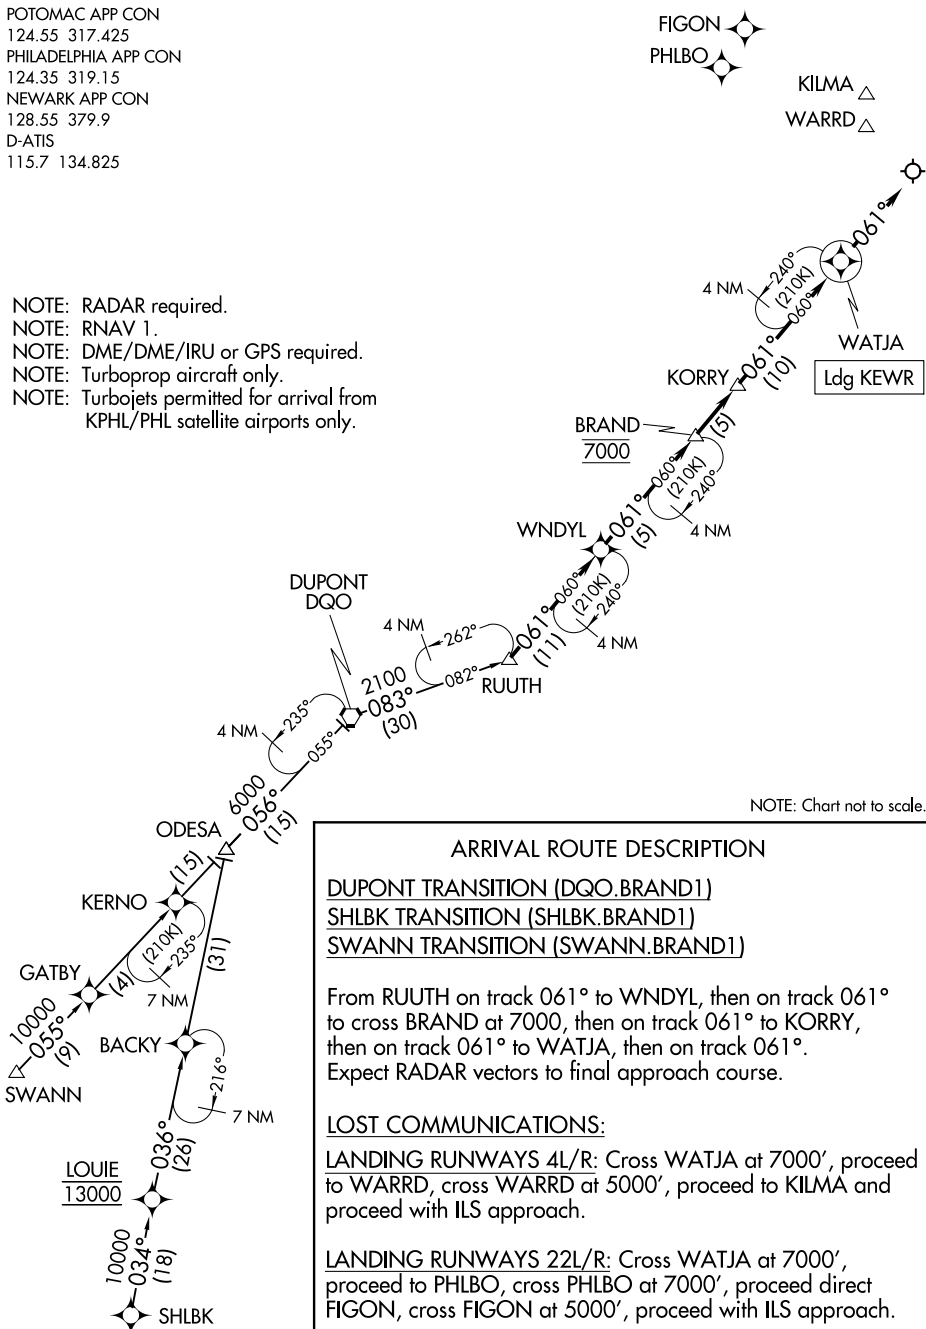 POTOMAC APP CON
124.55 317.425
PHILADELPHIA APP CON
124.35 319.15
NEWARK APP CON
128.55 379.9
D-ATIS
115.7 134.825
FIGON
PHLBO
KILMA
WARRD
NOTE: RADAR required.
NOTE: RNAV 1.
NOTE: DME/DME/IRU or GPS required.
NOTE: Turboprop aircraft only.
NOTE: Turbojets permitted for arrival from
KPHL/PHL satellite airports only.
061°
240°
(210K)
060°
4 NM
WATJA
Ldg KEWR
KORRY
061°
(10)
BRAND
7000
(5)
060°
(210K)
240°
4 NM
WNDYL
061°
(5)
060°
(210K)
240°
4 NM
DUPONT
DQO
4 NM
262°
061°
(11)
2100
083°
(30)
082°
RUUTH
4 NM
235°
055°
6000
056°
(15)
ODESA
(15)
KERNO
(210K)
235°
7 NM
(31)
GATBY
(4)
10000
055°
(9)
SWANN
BACKY
216°
7 NM
036°
(26)
LOUIE
13000
10000
034°
(18)
SHLBK
NOTE: Chart not to scale.
ARRIVAL ROUTE DESCRIPTION
DUPONT TRANSITION (DQO.BRAND1)
SHLBK TRANSITION (SHLBK.BRAND1)
SWANN TRANSITION (SWANN.BRAND1)
From RUUTH on track 061° to WNDYL, then on track 061°
to cross BRAND at 7000, then on track 061° to KORRY,
then on track 061° to WATJA, then on track 061°.
Expect RADAR vectors to final approach course.
LOST COMMUNICATIONS:
LANDING RUNWAYS 4L/R: Cross WATJA at 7000’, proceed
to WARRD, cross WARRD at 5000’, proceed to KILMA and
proceed with ILS approach.
LANDING RUNWAYS 22L/R: Cross WATJA at 7000’,
proceed to PHLBO, cross PHLBO at 7000’, proceed direct
FIGON, cross FIGON at 5000’, proceed with ILS approach.